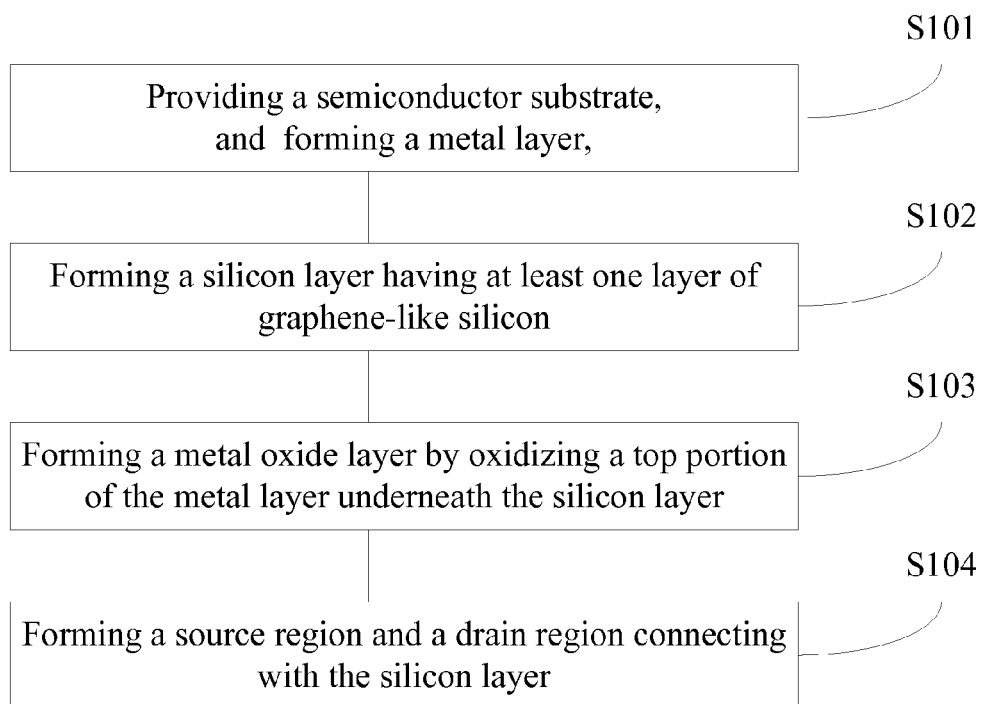 S101
Providing a semiconductor substrate,
and forming a metal layer,
S102
Forming a silicon layer having at least one layer of
graphene-like silicon
S103
Forming a metal oxide layer by oxidizing a top portion
of the metal layer underneath the silicon layer
S104
Forming a source region and a drain region connecting
with the silicon layer